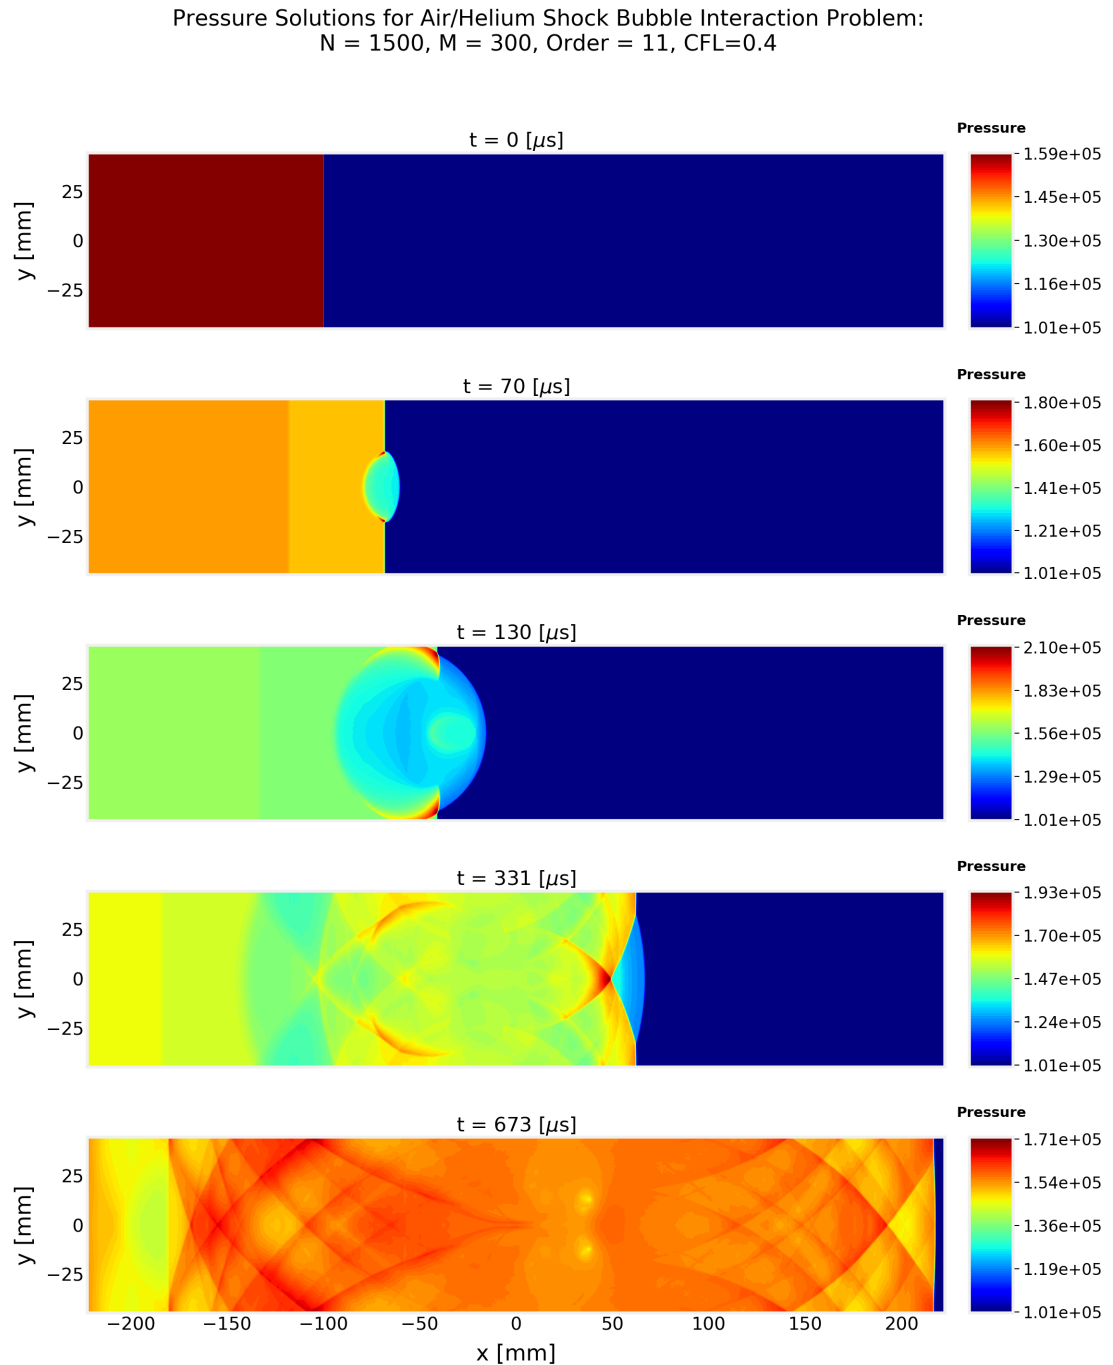 Pressure Solutions for Air/Helium Shock Bubble Interaction Problem:
N = 1500, M = 300, Order = 11, CFL=0.4
t = 0 [μs]
Pressure
y [mm]
25
0
−25
1.59e+05
1.45e+05
1.30e+05
1.16e+05
1.01e+05
t = 70 [μs]
Pressure
y [mm]
25
0
−25
1.80e+05
1.60e+05
1.41e+05
1.21e+05
1.01e+05
t = 130 [μs]
Pressure
y [mm]
25
0
−25
2.10e+05
1.83e+05
1.56e+05
1.29e+05
1.01e+05
t = 331 [μs]
Pressure
y [mm]
25
0
−25
1.93e+05
1.70e+05
1.47e+05
1.24e+05
1.01e+05
t = 673 [μs]
Pressure
y [mm]
25
0
−25
1.71e+05
1.54e+05
1.36e+05
1.19e+05
1.01e+05
−200 −150 −100 −50 0 50 100 150 200
x [mm]